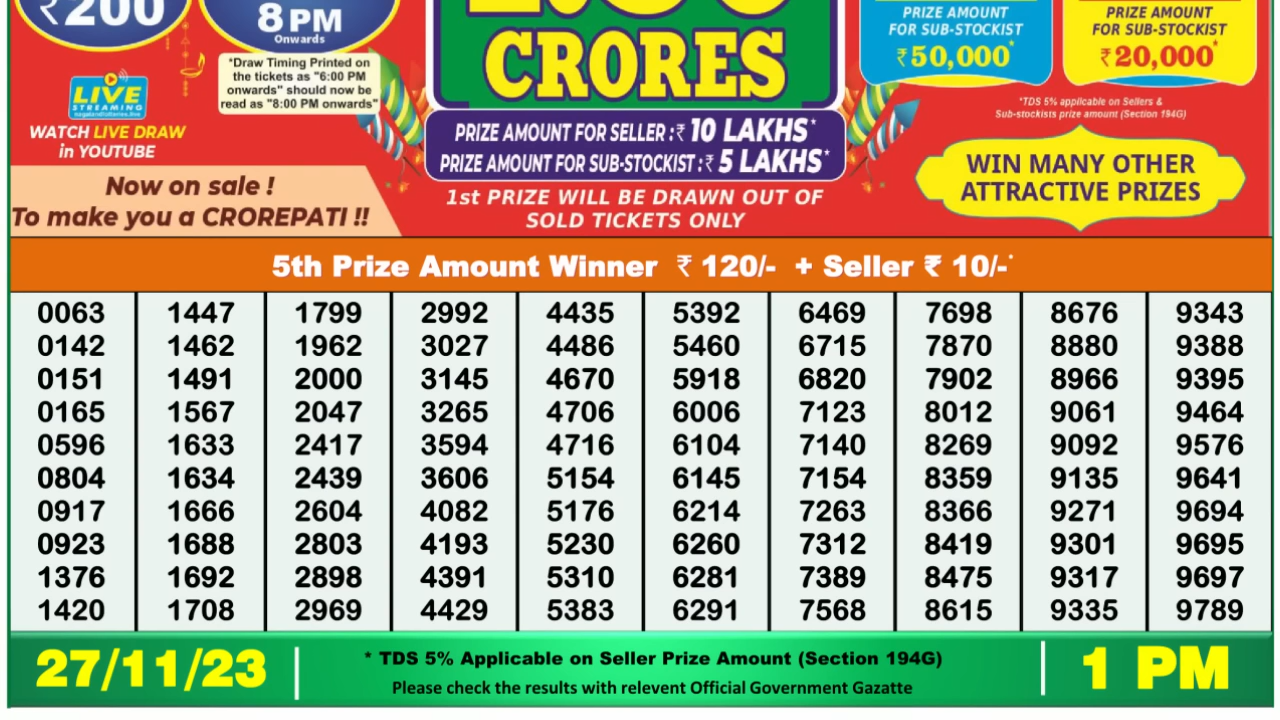 ₹200
8 PM
Onwards
*Draw Timing Printed on
the tickets as "6:00 PM
onwards" should now be
read as "8:00 PM onwards"
LIVE
STREAMING
nagalandlotteries.live
WATCH LIVE DRAW
in YOUTUBE
Now on sale !
To make you a CROREPATI !!
CRORES
PRIZE AMOUNT FOR SELLER :₹ 10 LAKHS*
PRIZE AMOUNT FOR SUB-STOCKIST :₹ 5 LAKHS*
1st PRIZE WILL BE DRAWN OUT OF
SOLD TICKETS ONLY
PRIZE AMOUNT
FOR SUB-STOCKIST
₹50,000*
PRIZE AMOUNT
FOR SUB-STOCKIST
₹20,000*
*TDS 5% applicable on Sellers &
Sub-stockists prize amount (Section 194G)
WIN MANY OTHER
ATTRACTIVE PRIZES
5th Prize Amount Winner ₹ 120/- + Seller ₹ 10/-*
0063 1447 1799 2992 4435 5392 6469 7698 8676 9343
0142 1462 1962 3027 4486 5460 6715 7870 8880 9388
0151 1491 2000 3145 4670 5918 6820 7902 8966 9395
0165 1567 2047 3265 4706 6006 7123 8012 9061 9464
0596 1633 2417 3594 4716 6104 7140 8269 9092 9576
0804 1634 2439 3606 5154 6145 7154 8359 9135 9641
0917 1666 2604 4082 5176 6214 7263 8366 9271 9694
0923 1688 2803 4193 5230 6260 7312 8419 9301 9695
1376 1692 2898 4391 5310 6281 7389 8475 9317 9697
1420 1708 2969 4429 5383 6291 7568 8615 9335 9789
27/11/23
* TDS 5% Applicable on Seller Prize Amount (Section 194G)
Please check the results with relevent Official Government Gazatte
1 PM